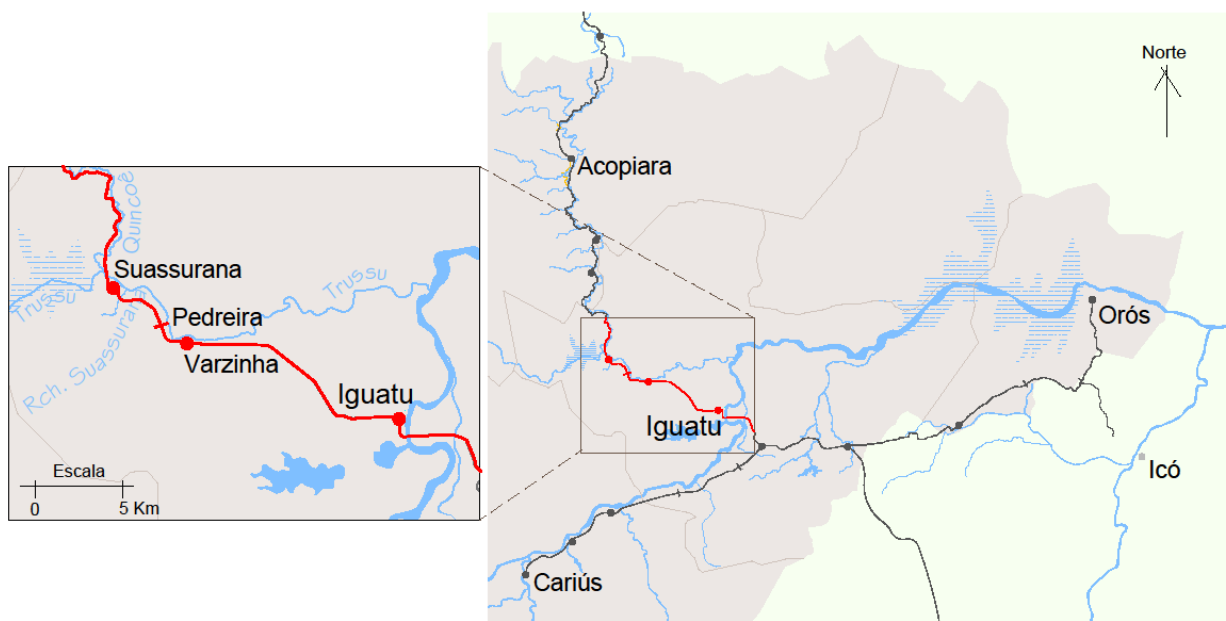 Norte
Acopiara
Quincoê
Suassurana
Trussu
Trussu
Pedreira
Varzinha
Rch. Suassurana
Iguatu
Escala
0 5 Km
Orós
Iguatu
Icó
Cariús